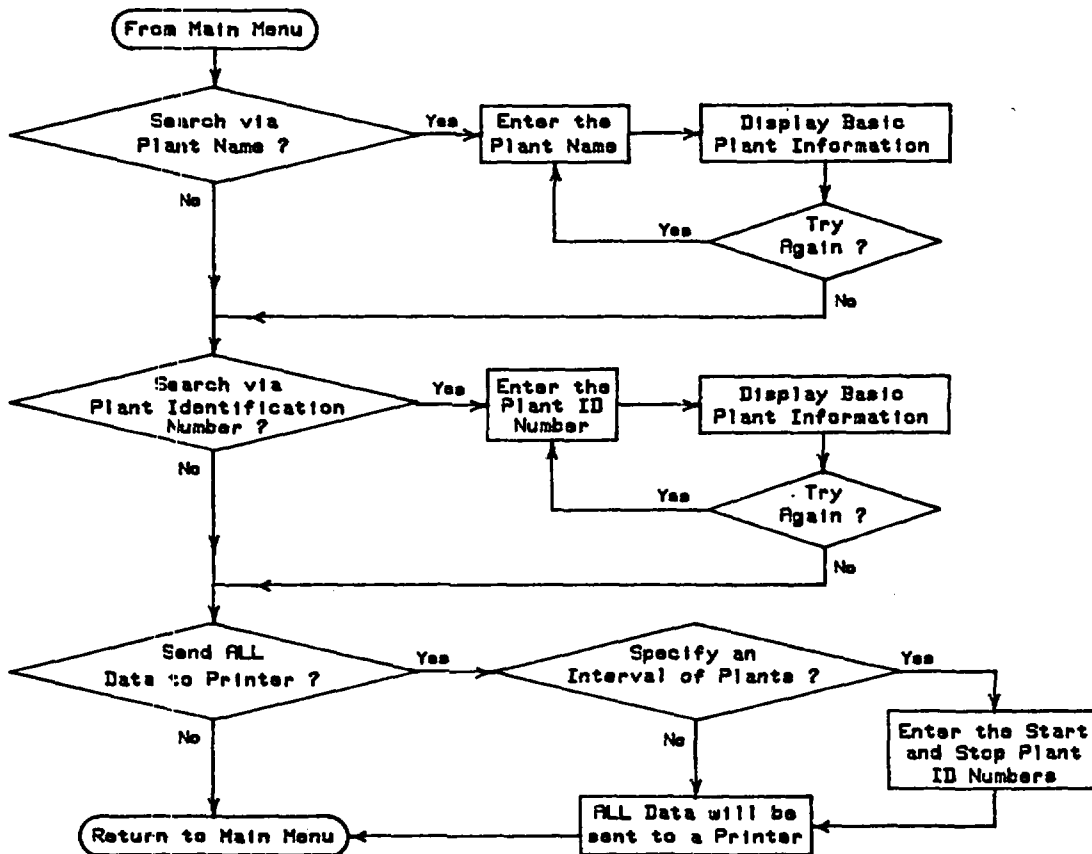 From Main Menu
Search via
Plant Name ?
Yes
Enter the
Plant Name
Display Basic
Plant Information
No
Yes
Try
Again ?
No
Search via
Plant Identification
Number ?
Yes
Enter the
Plant ID
Number
Display Basic
Plant Information
No
Yes
Try
Again ?
No
Send ALL
Data to Printer ?
Yes
Specify an
Interval of Plants ?
Yes
No
No
Enter the Start
and Stop Plant
ID Numbers
ALL Data will be
sent to a Printer
Return to Main Menu